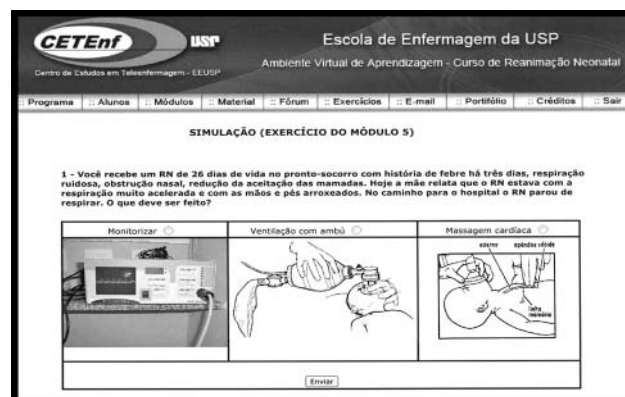 CETEnf
USP
Centro de Estudos em Teleenfermagem - EEUSP
Escola de Enfermagem da USP
Ambiente Virtual de Aprendizagem - Curso de Reanimação Neonatal
:: Programa :: Alunos :: Módulos :: Material :: Fórum :: Exercícios :: E-mail :: Portifólio :: Créditos :: Sair
SIMULAÇÃO (EXERCÍCIO DO MÓDULO 5)
1 - Você recebe um RN de 26 dias de vida no pronto-socorro com história de febre há três dias, respiração
ruidosa, obstrução nasal, redução da aceitação das mamadas. Hoje a mãe relata que o RN estava com a
respiração muito acelerada e com as mãos e pés arroxeados. No caminho para o hospital o RN parou de
respirar. O que deve ser feito?
Monitorizar
Ventilação com ambú
Massagem cardíaca
esterno apêndice xifóide
linha
mamária
Enviar